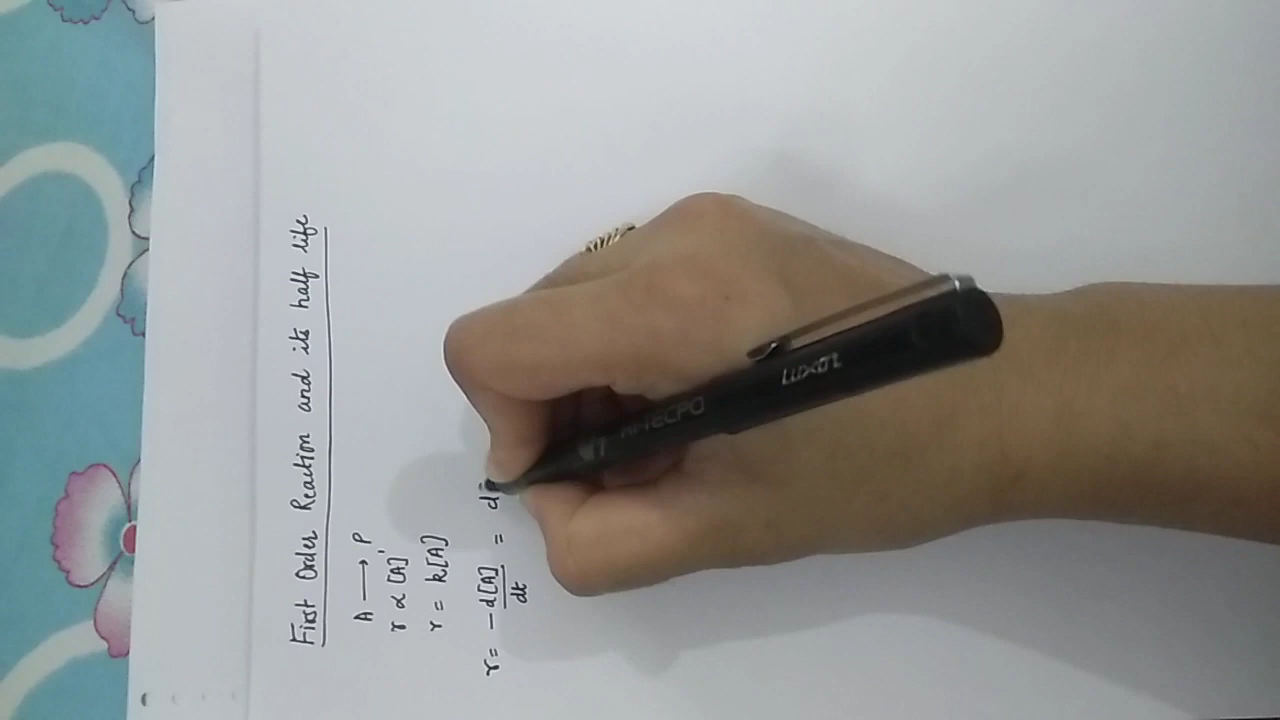 First Order Reaction and its half life
A ⟶ P
r ∝ [A]¹
r = k[A]
r = -d[A]/dt = d
LUXOR